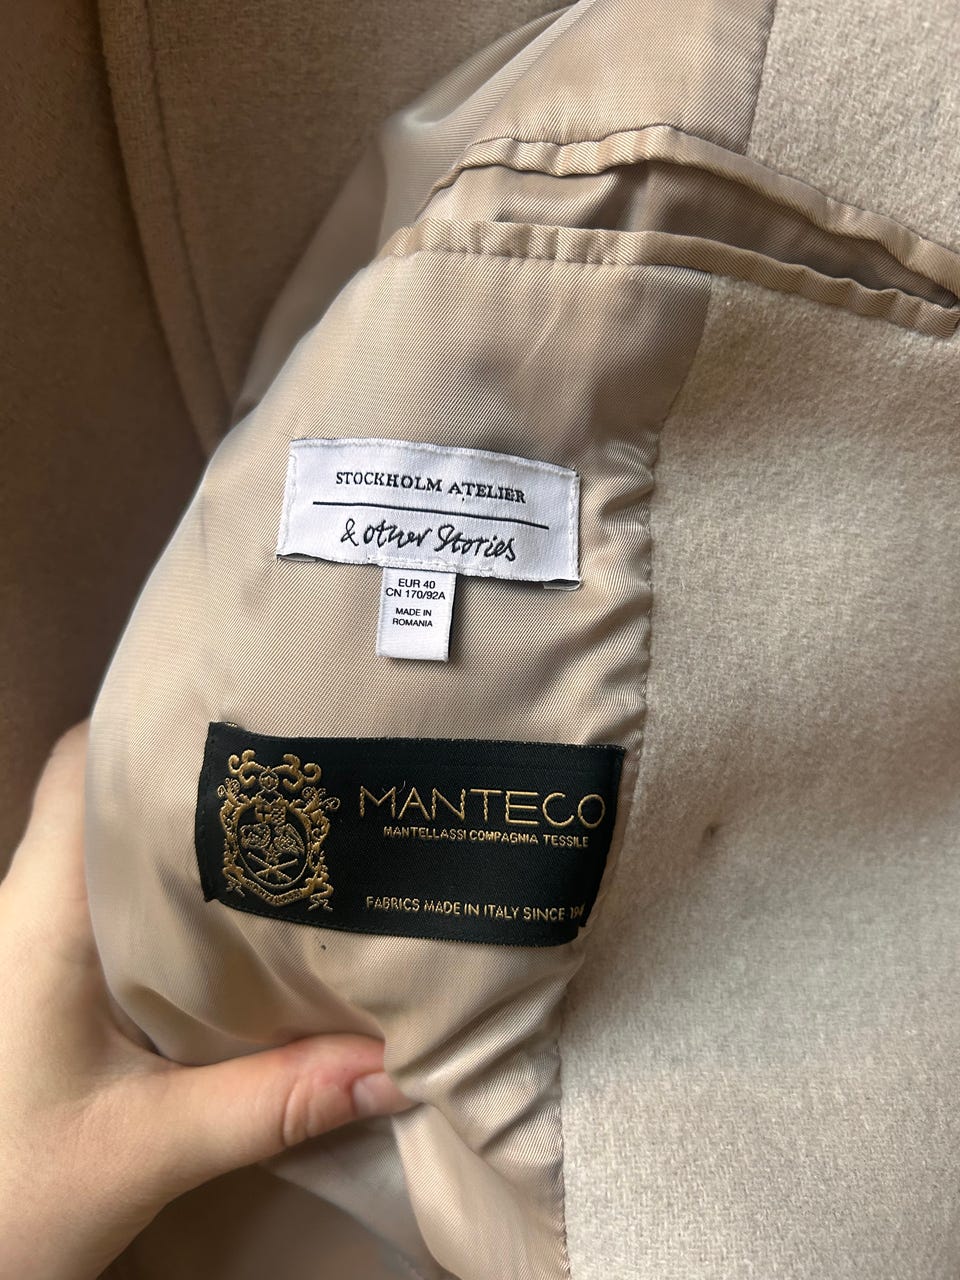 STOCKHOLM ATELIER
& other Stories
EUR 40
CN 170/92A
MADE IN
ROMANIA
MANTECO
MANTELLASSI COMPAGNIA TESSILE
FABRICS MADE IN ITALY SINCE